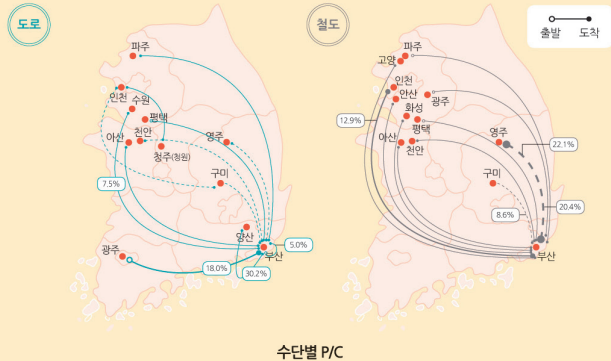 도로
파주
인천
수원
평택
아산
천안
청주(청원)
영주
구미
양산
광주
부산
7.5%
18.0%
30.2%
5.0%
철도
출발
도착
파주
고양
인천
안산
광주
화성
평택
아산
천안
영주
구미
부산
12.9%
22.1%
20.4%
8.6%
수단별 P/C